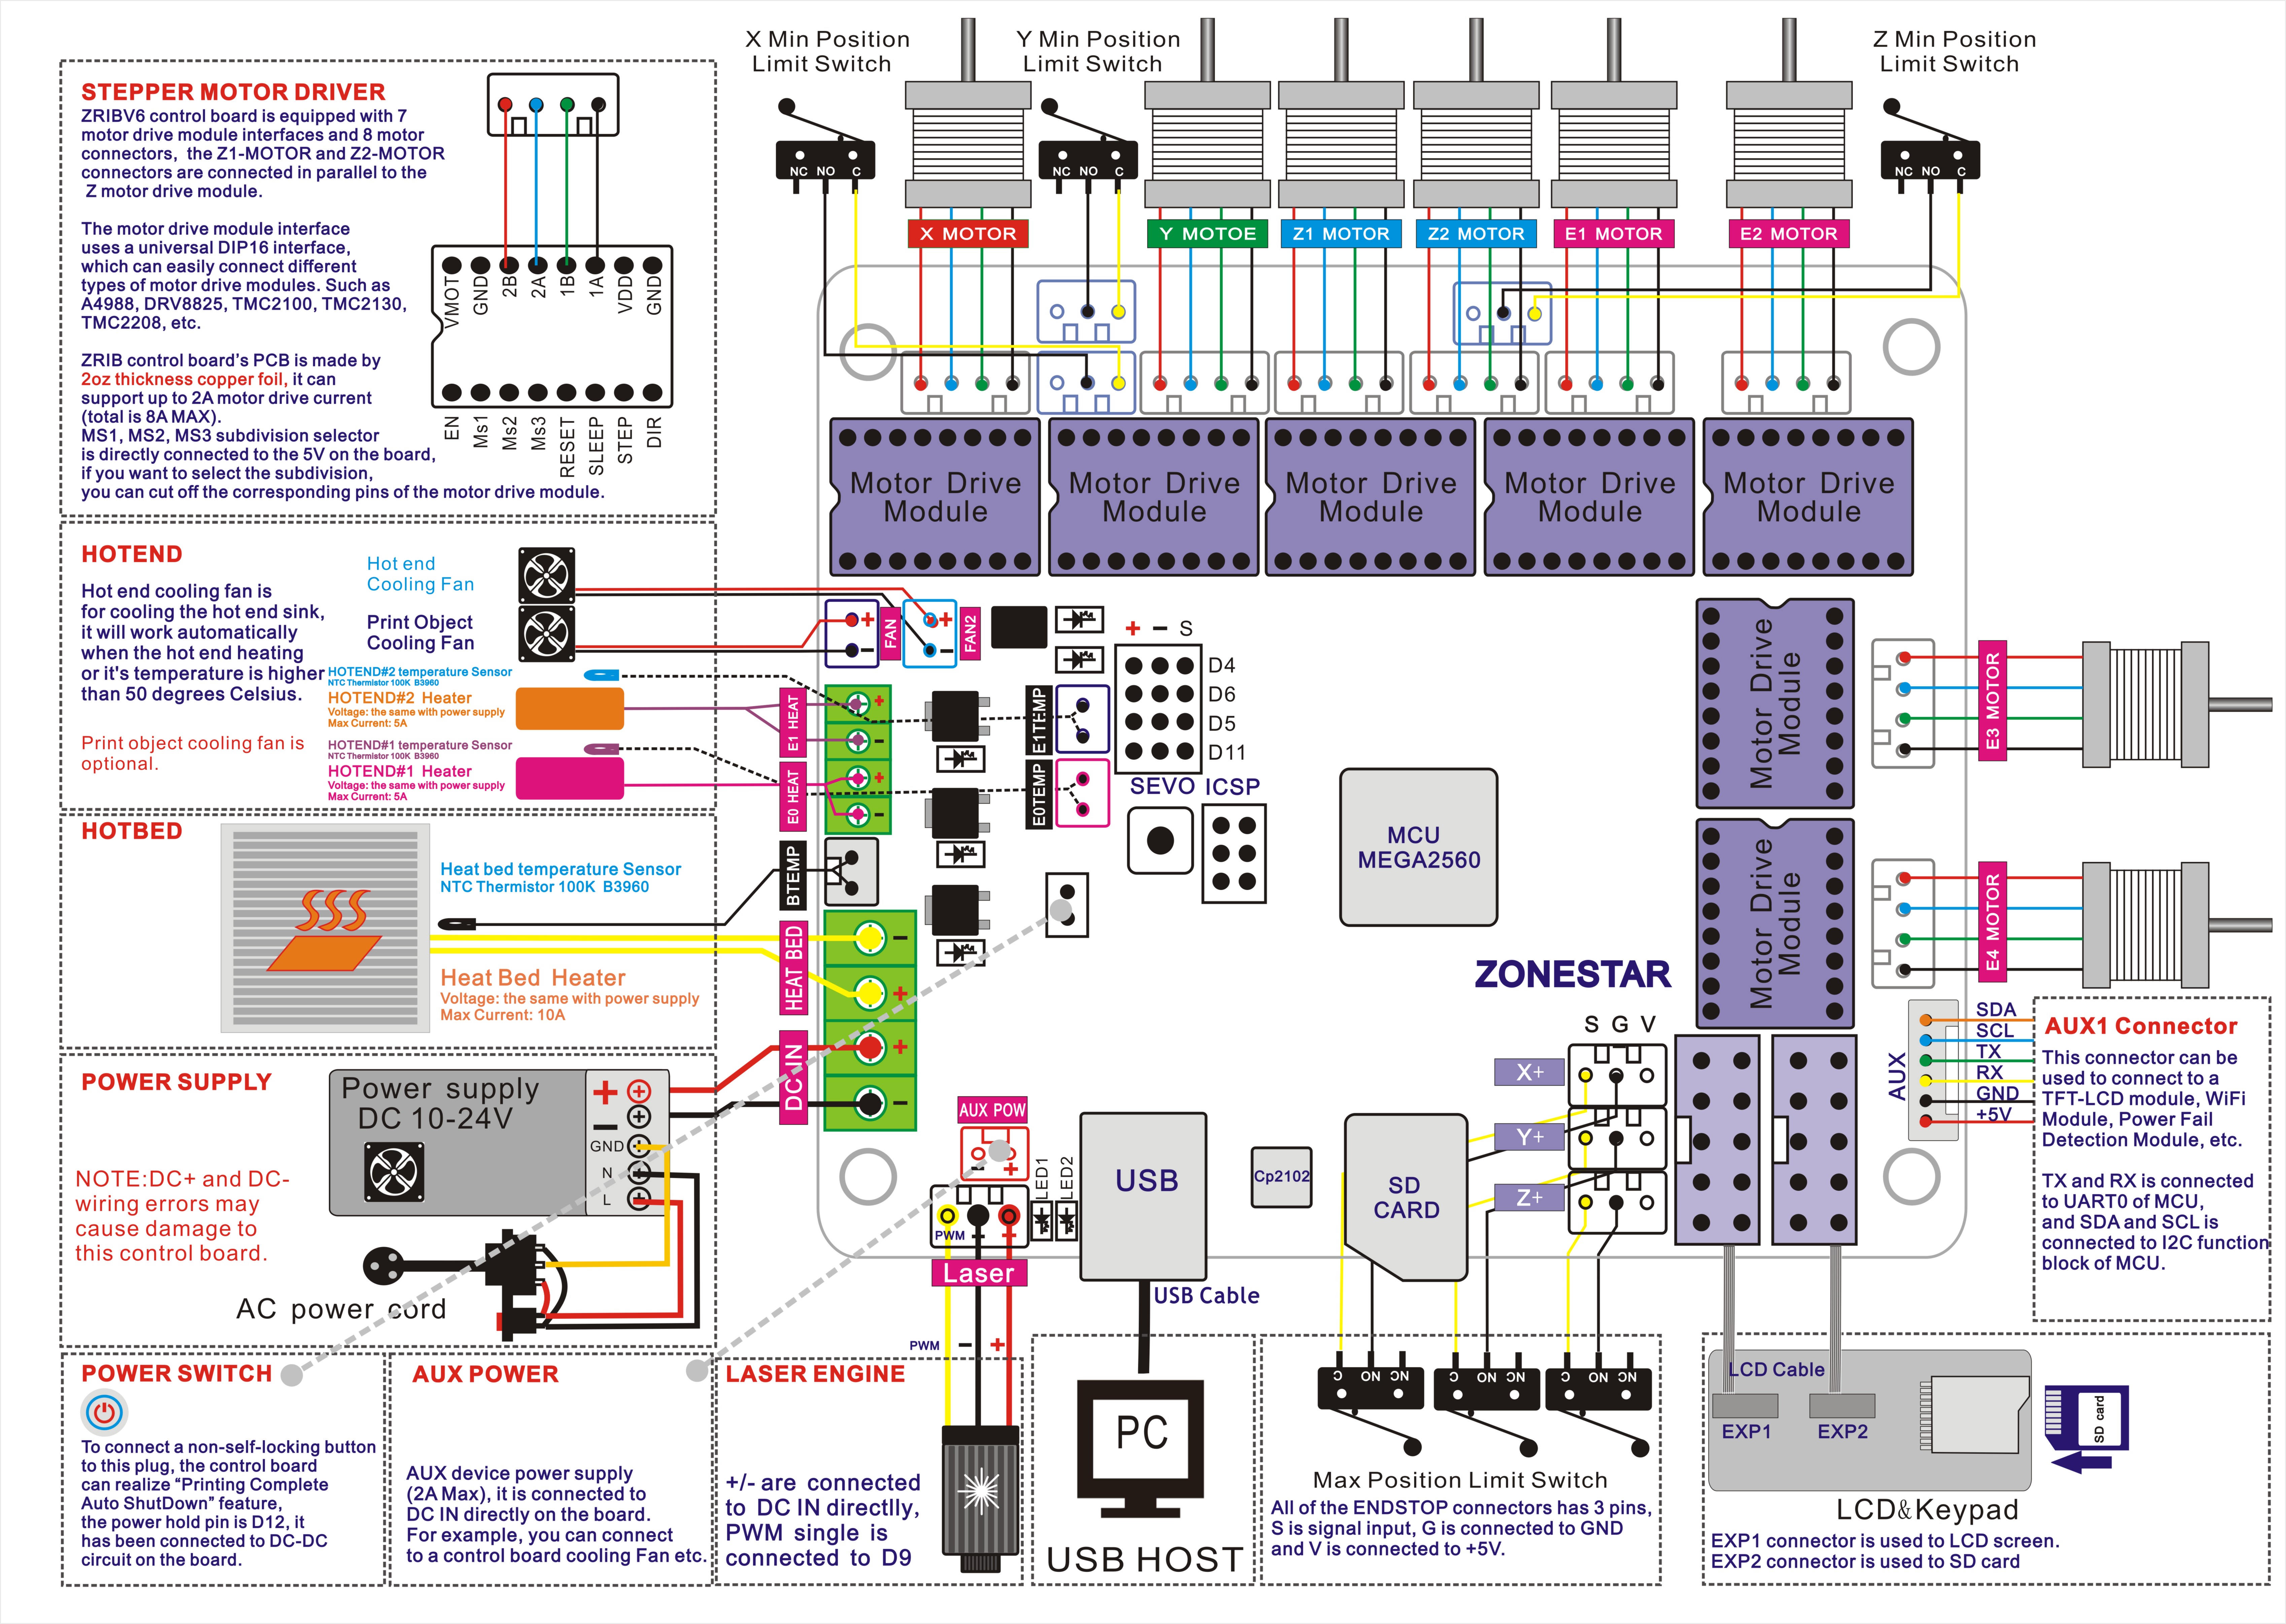 X Min Position
Limit Switch
Y Min Position
Limit Switch
Z Min Position
Limit Switch
NC NO C
NC NO C
NC NO C
X MOTOR
Y MOTOE
Z1 MOTOR
Z2 MOTOR
E1 MOTOR
E2 MOTOR
STEPPER MOTOR DRIVER
ZRIBV6 control board is equipped with 7
motor drive module interfaces and 8 motor
connectors, the Z1-MOTOR and Z2-MOTOR
connectors are connected in parallel to the
Z motor drive module.
The motor drive module interface
uses a universal DIP16 interface,
which can easily connect different
types of motor drive modules. Such as
A4988, DRV8825, TMC2100, TMC2130,
TMC2208, etc.
ZRIB control board's PCB is made by
2oz thickness copper foil, it can
support up to 2A motor drive current
(total is 8A MAX).
MS1, MS2, MS3 subdivision selector
is directly connected to the 5V on the board,
if you want to select the subdivision,
you can cut off the corresponding pins of the motor drive module.
VMOT
GND
2B
2A
1B
1A
VDD
GND
EN
Ms1
Ms2
Ms3
RESET
SLEEP
STEP
DIR
Motor Drive
Module
Motor Drive
Module
Motor Drive
Module
Motor Drive
Module
Motor Drive
Module
HOTEND
Hot end cooling fan is
for cooling the hot end sink,
it will work automatically
when the hot end heating
or it's temperature is higher
than 50 degrees Celsius.
Print object cooling fan is
optional.
Hot end
Cooling Fan
Print Object
Cooling Fan
HOTEND#2 temperature Sensor
NTC Thermistor 100K B3960
HOTEND#2 Heater
Voltage: the same with power supply
Max Current: 5A
HOTEND#1 temperature Sensor
NTC Thermistor 100K B3960
HOTEND#1 Heater
Voltage: the same with power supply
Max Current: 5A
+
-
FAN
+
-
FAN2
E1 HEAT
+
-
E0 HEAT
+
-
E1TEMP
E0TEMP
+ - S
D4
D6
D5
D11
SEVO ICSP
MCU
MEGA2560
Motor Drive
Module
Motor Drive
Module
E3 MOTOR
E4 MOTOR
HOTBED
Heat bed temperature Sensor
NTC Thermistor 100K B3960
Heat Bed Heater
Voltage: the same with power supply
Max Current: 10A
BTEMP
HEAT BED
-
+
DC IN
+
-
ZONESTAR
POWER SUPPLY
NOTE:DC+ and DC-
wiring errors may
cause damage to
this control board.
Power supply
DC 10-24V
+
-
GND
N
L
AC power cord
AUX POW
- +
LED1
LED2
PWM - +
Laser
PWM - +
USB
USB Cable
Cp2102
SD
CARD
S G V
X+
Y+
Z+
AUX
SDA
SCL
TX
RX
GND
+5V
AUX1 Connector
This connector can be
used to connect to a
TFT-LCD module, WiFi
Module, Power Fail
Detection Module, etc.
TX and RX is connected
to UART0 of MCU,
and SDA and SCL is
connected to I2C function
block of MCU.
POWER SWITCH
To connect a non-self-locking button
to this plug, the control board
can realize “Printing Complete
Auto ShutDown” feature,
the power hold pin is D12, it
has been connected to DC-DC
circuit on the board.
AUX POWER
AUX device power supply
(2A Max), it is connected to
DC IN directly on the board.
For example, you can connect
to a control board cooling Fan etc.
LASER ENGINE
+/- are connected
to DC IN directlly,
PWM single is
connected to D9
PC
USB HOST
C NO NC
C NO NC
C NO NC
Max Position Limit Switch
All of the ENDSTOP connectors has 3 pins,
S is signal input, G is connected to GND
and V is connected to +5V.
LCD Cable
EXP1
EXP2
SD card
LCD&Keypad
EXP1 connector is used to LCD screen.
EXP2 connector is used to SD card